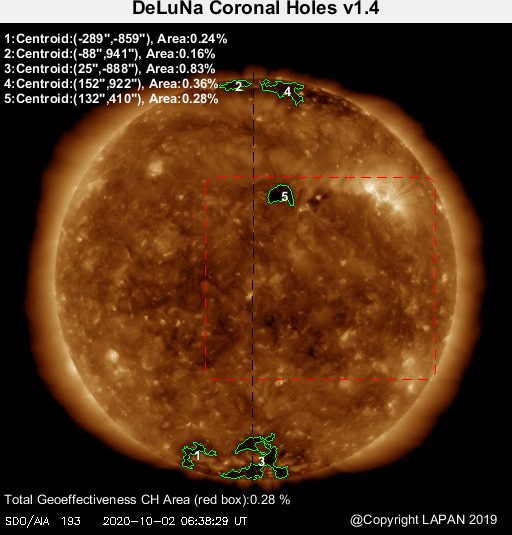 DeLuNa Coronal Holes v1.4
1:Centroid:(-289",-859"), Area:0.24%
2:Centroid:(-88",941"), Area:0.16%
3:Centroid:(25",-888"), Area:0.83%
4:Centroid:(152",922"), Area:0.36%
5:Centroid:(132",410"), Area:0.28%
2
4
5
1
3
Total Geoeffectiveness CH Area (red box):0.28 %
SDO/AIA 193 2020-10-02 06:38:29 UT
@Copyright LAPAN 2019